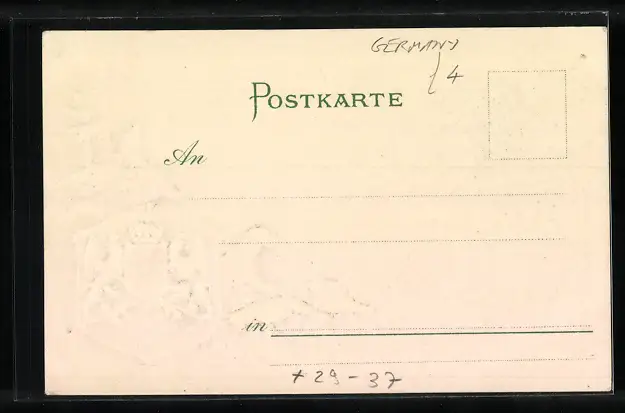 GERMANY
4
POSTKARTE
An
in
+ 29-37